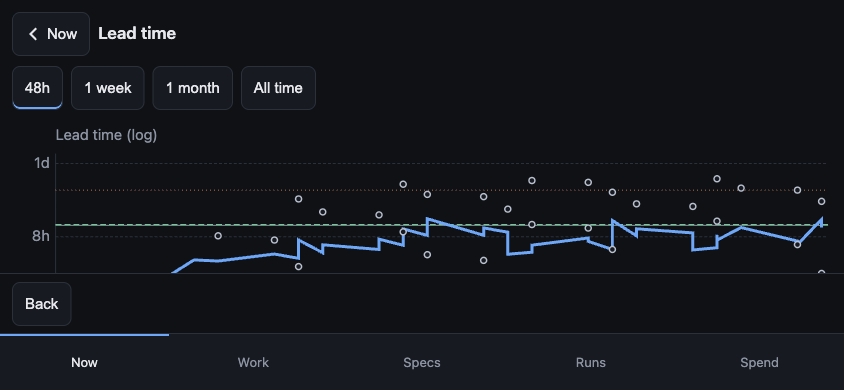 Now Lead time
48h 1 week 1 month All time
Lead time (log)
1d
8h
Back
Now Work Specs Runs Spend